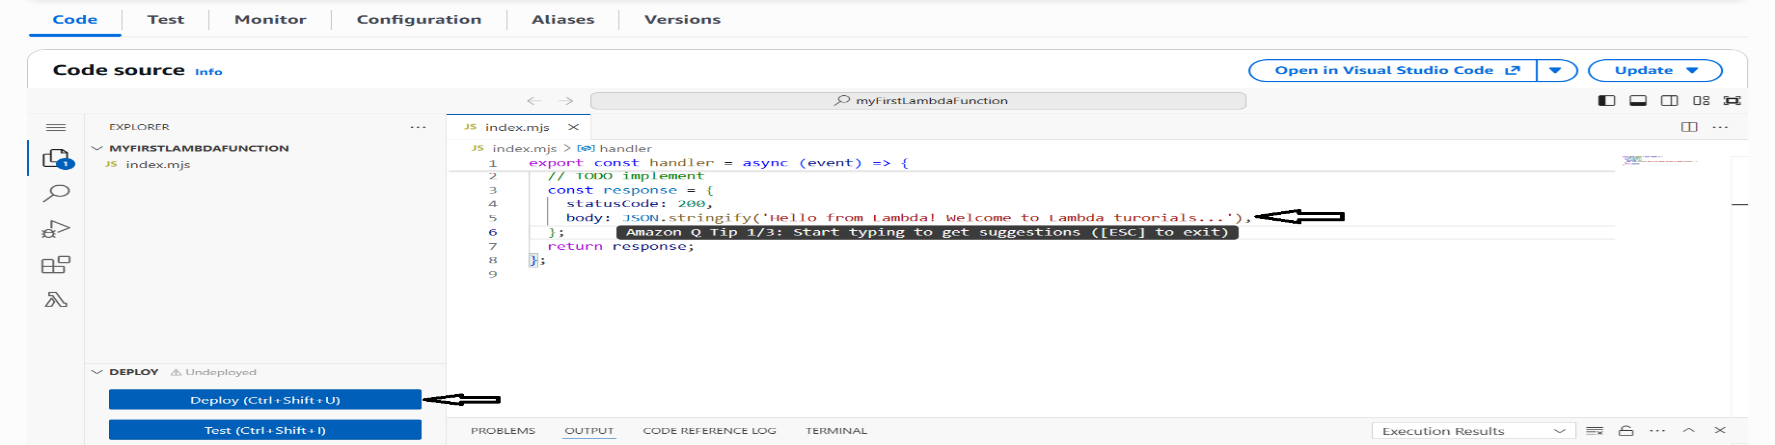 Code Test Monitor Configuration Aliases Versions
Code source Info
Open in Visual Studio Code Update
myFirstLambdaFunction
EXPLORER ...
MYFIRSTLAMBDAFUNCTION
JS index.mjs
1
JS index.mjs
JS index.mjs > handler
1 export const handler = async (event) => {
2 // TODO implement
3 const response = {
4 statusCode: 200,
5 body: JSON.stringify('Hello from Lambda! Welcome to Lambda turorials...'),
6 }; Amazon Q Tip 1/3: Start typing to get suggestions ([ESC] to exit)
7 return response;
8 };
9
DEPLOY Undeployed
Deploy (Ctrl+Shift+U)
Test (Ctrl+Shift+I)
PROBLEMS OUTPUT CODE REFERENCE LOG TERMINAL
Execution Results ...